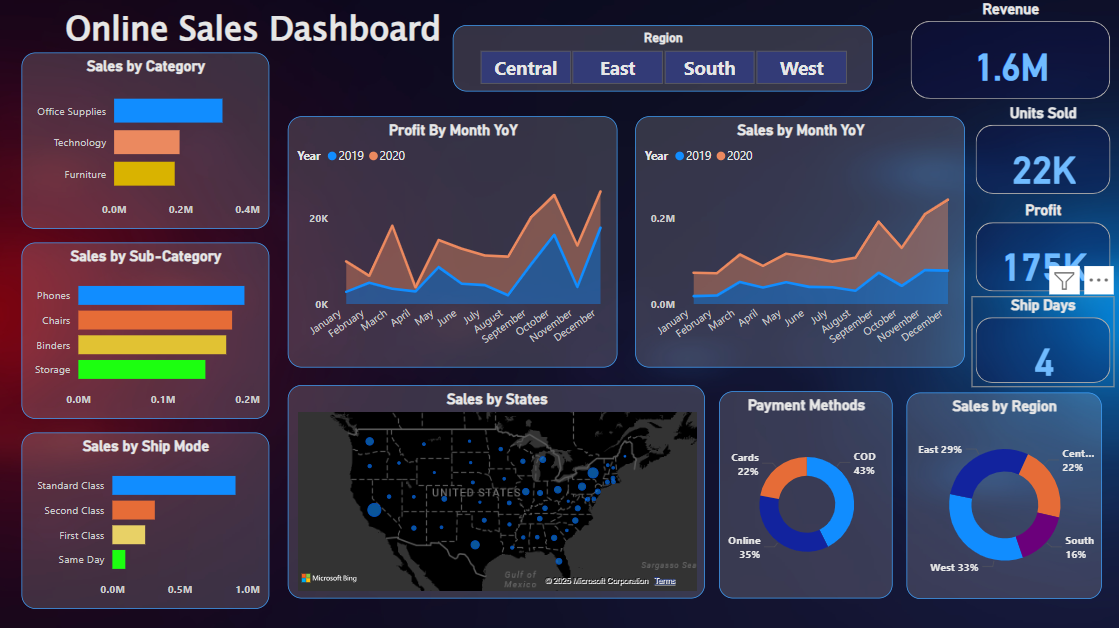 Online Sales Dashboard
Region
Central
East
South
West
Revenue
1.6M
Units Sold
22K
Profit
175K
Ship Days
4
Sales by Category
Office Supplies
Technology
Furniture
0.0M 0.2M 0.4M
Sales by Sub-Category
Phones
Chairs
Binders
Storage
0.0M 0.1M 0.2M
Sales by Ship Mode
Standard Class
Second Class
First Class
Same Day
0.0M 0.5M 1.0M
Profit By Month YoY
Year 2019 2020
20K
0K
January
February
March
April
May
June
July
August
September
October
November
December
Sales by Month YoY
Year 2019 2020
0.2M
0.0M
January
February
March
April
May
June
July
August
September
October
November
December
Sales by States
UNITED STATES
Gulf of
Mexico
Sargasso Sea
Microsoft Bing
© 2025 Microsoft Corporation Terms
Payment Methods
Cards
22%
COD
43%
Online
35%
Sales by Region
East 29%
Cent...
22%
South
16%
West 33%